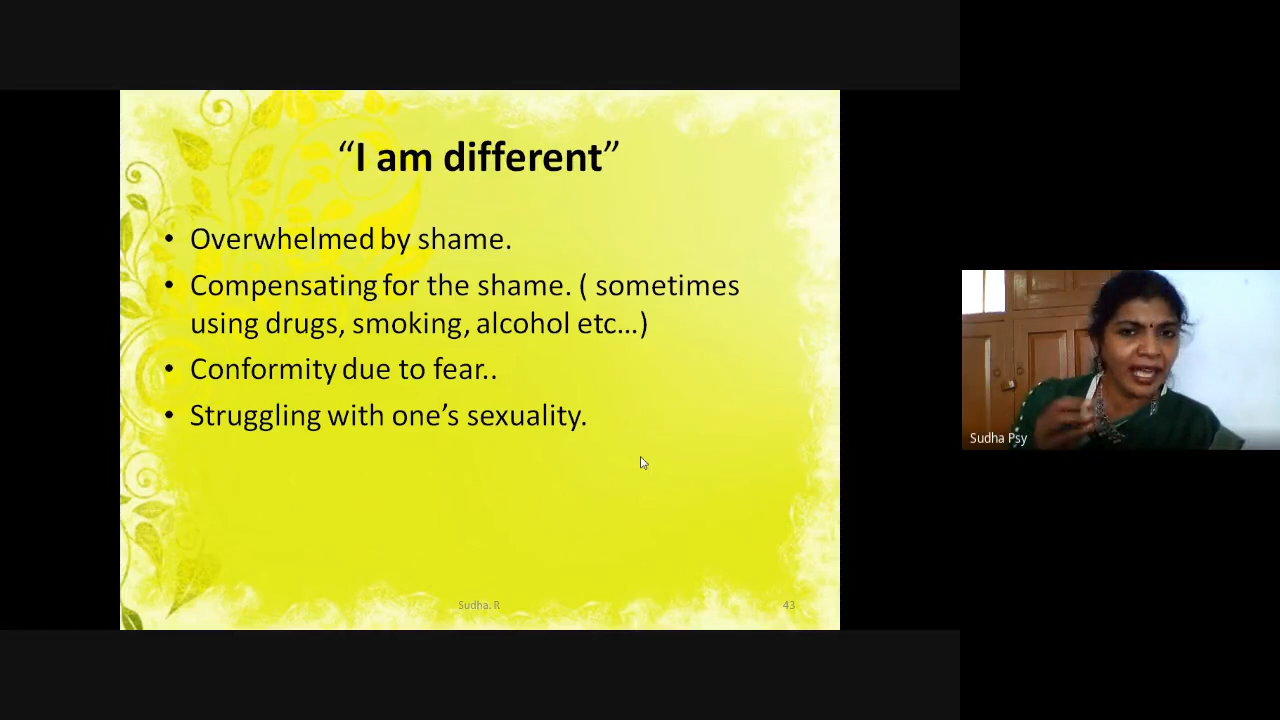 “I am different”
• Overwhelmed by shame.
• Compensating for the shame. ( sometimes
using drugs, smoking, alcohol etc...)
• Conformity due to fear..
• Struggling with one’s sexuality.
Sudha. R
43
Sudha Psy